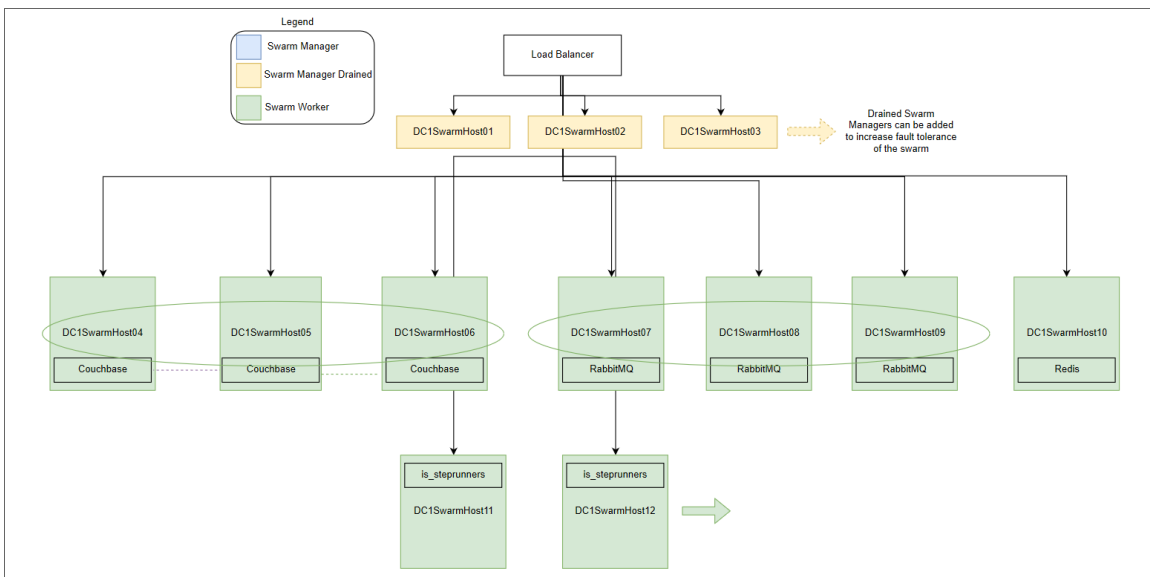 Legend
Swarm Manager
Swarm Manager Drained
Swarm Worker
Load Balancer
DC1SwarmHost01
DC1SwarmHost02
DC1SwarmHost03
Drained Swarm
Managers can be added
to increase fault tolerance
of the swarm
DC1SwarmHost04
DC1SwarmHost05
DC1SwarmHost06
DC1SwarmHost07
DC1SwarmHost08
DC1SwarmHost09
DC1SwarmHost10
Couchbase
Couchbase
Couchbase
RabbitMQ
RabbitMQ
RabbitMQ
Redis
is_steprunners
is_steprunners
DC1SwarmHost11
DC1SwarmHost12